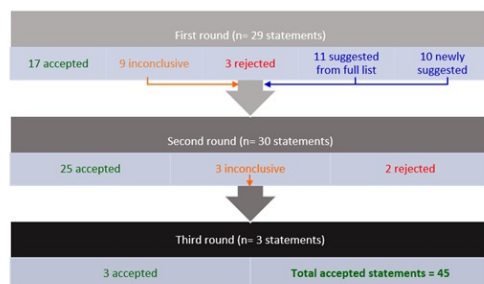 First round (n= 29 statements)
17 accepted
9 inconclusive
3 rejected
11 suggested
from full list
10 newly
suggested
Second round (n= 30 statements)
25 accepted
3 inconclusive
2 rejected
Third round (n= 3 statements)
3 accepted
Total accepted statements = 45